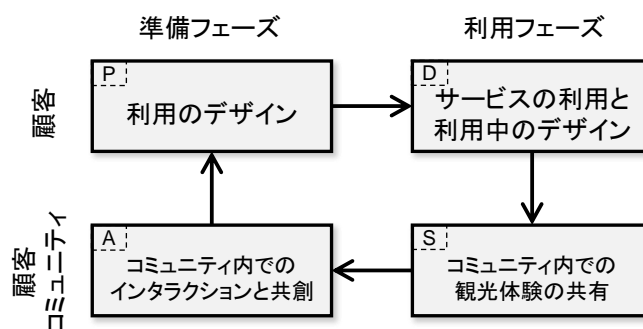 準備フェーズ
利用フェーズ
顧客
P
利用のデザイン
D
サービスの利用と
利用中のデザイン
顧客
コミュニティ
A
コミュニティ内での
インタラクションと共創
S
コミュニティ内での
観光体験の共有